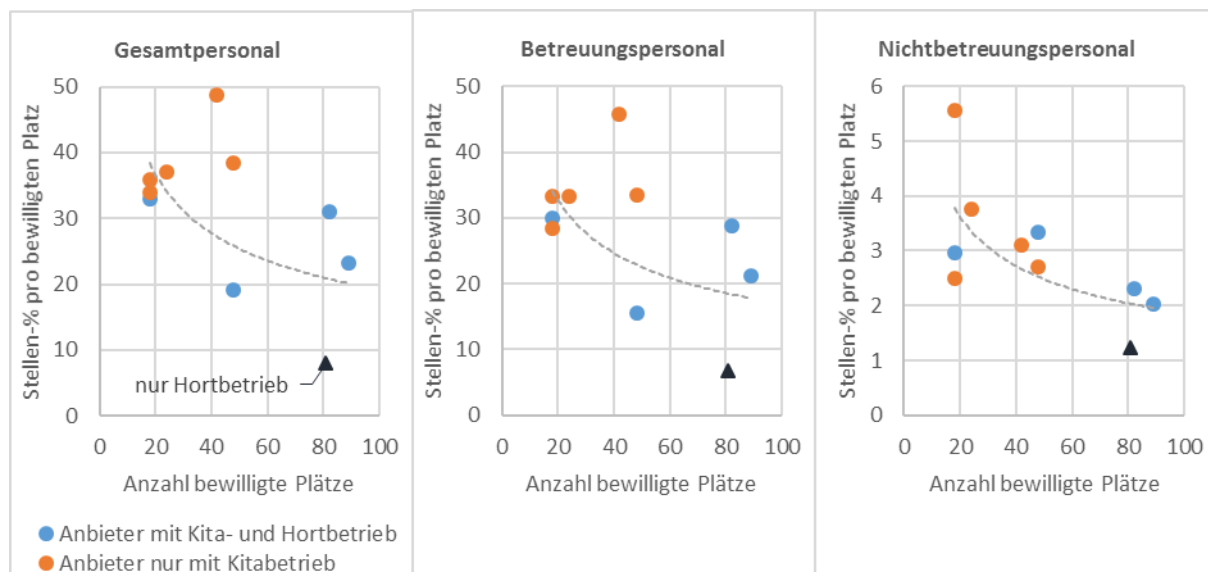 Gesamtpersonal
Stellen-% pro bewilligten Platz
50
40
30
20
10
0
nur Hortbetrieb
0 20 40 60 80 100
Anzahl bewilligte Plätze
Anbieter mit Kita- und Hortbetrieb
Anbieter nur mit Kitabetrieb
Betreuungspersonal
Stellen-% pro bewilligten Platz
50
40
30
20
10
0
0 20 40 60 80 100
Anzahl bewilligte Plätze
Nichtbetreuungspersonal
Stellen-% pro bewilligten Platz
6
5
4
3
2
1
0
0 20 40 60 80 100
Anzahl bewilligte Plätze